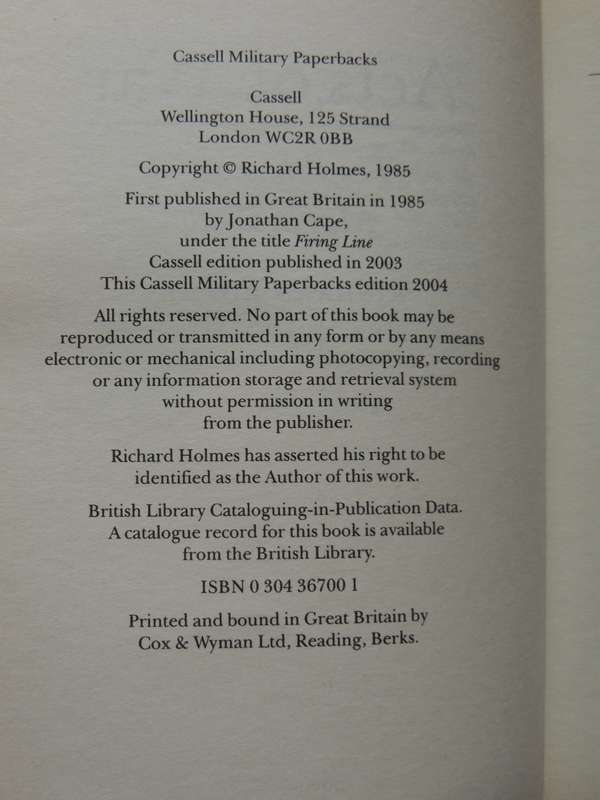 Cassell Military Paperbacks
Cassell
Wellington House, 125 Strand
London WC2R 0BB
Copyright © Richard Holmes, 1985
First published in Great Britain in 1985
by Jonathan Cape,
under the title Firing Line
Cassell edition published in 2003
This Cassell Military Paperbacks edition 2004
All rights reserved. No part of this book may be
reproduced or transmitted in any form or by any means
electronic or mechanical including photocopying, recording
or any information storage and retrieval system
without permission in writing
from the publisher.
Richard Holmes has asserted his right to be
identified as the Author of this work.
British Library Cataloguing-in-Publication Data.
A catalogue record for this book is available
from the British Library.
ISBN 0 304 36700 1
Printed and bound in Great Britain by
Cox & Wyman Ltd, Reading, Berks.